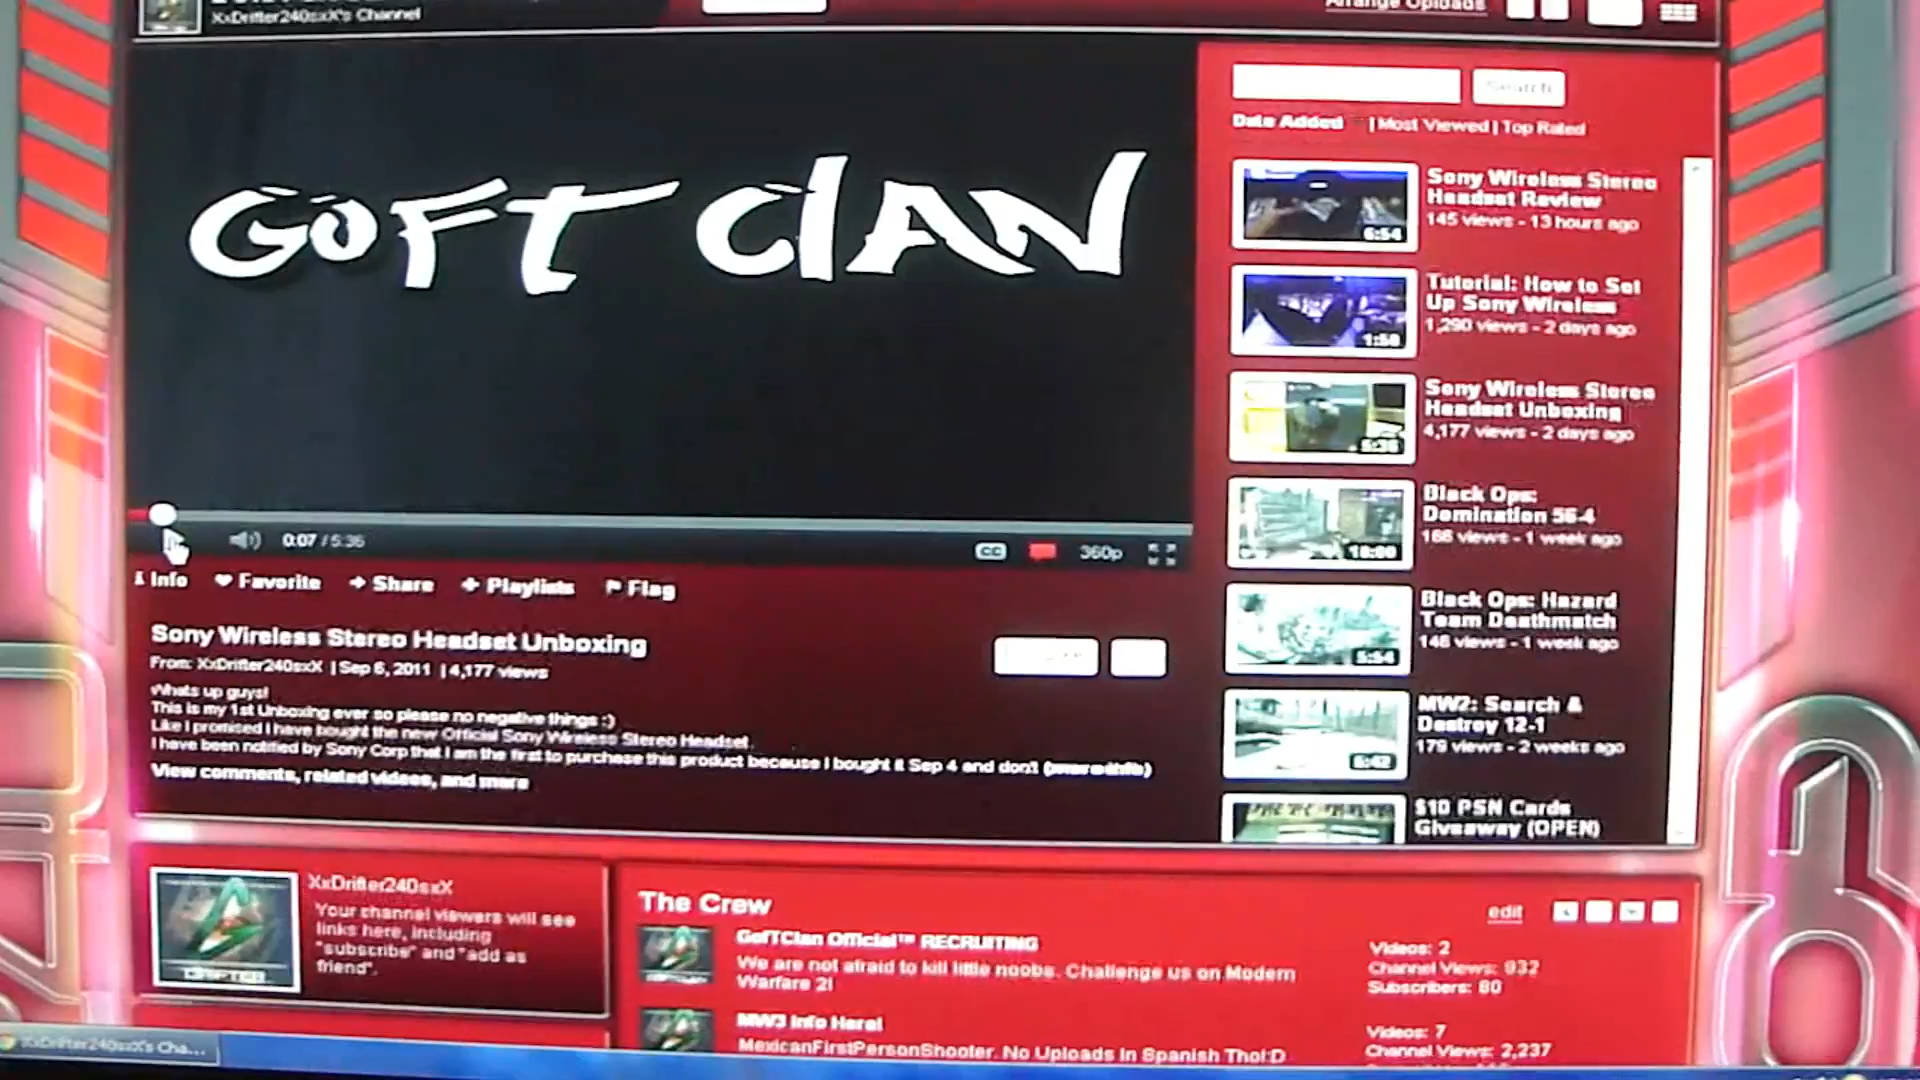 XxDrifter240sxX's Channel
Arrange Uploads
GOFT ClAN
Search
Date Added | Most Viewed | Top Rated
Sony Wireless Stereo
Headset Review
145 views - 13 hours ago
6:54
Tutorial: How to Set
Up Sony Wireless
1,290 views - 2 days ago
1:58
Sony Wireless Stereo
Headset Unboxing
4,177 views - 2 days ago
5:36
Black Ops:
Domination 56-4
views - 1 week ago
10:00
Black Ops: Hazard
Team Deathmatch
146 views - 1 week ago
5:54
MW2: Search &
Destroy 12-1
179 views - 2 weeks ago
6:42
$10 PSN Cards
Giveaway (OPEN)
0:07 / 5:36
CC
360p
Info Favorite Share Playlists Flag
Sony Wireless Stereo Headset Unboxing
From: XxDrifter240sxX | Sep 6, 2011 | 4,177 views
Whats up guys!
This is my 1st Unboxing ever so please no negative things :)
Like I promised I have bought the new Official Sony Wireless Stereo Headset.
I have been notified by Sony Corp that I am the first to purchase this product because I bought it Sep 4 and don't
View comments, related videos, and more
DRIFTER
XxDrifter240sxX
Your channel viewers will see
links here, including
"subscribe" and "add as
friend".
The Crew
edit
GofTClan Official™ RECRUITING
We are not afraid to kill little noobs. Challenge us on Modern
Warfare 2!
Videos: 2
Channel Views: 932
Subscribers: 80
MW3 Info Here!
MexicanFirstPersonShooter. No Uploads In Spanish Tho!:D
Videos: 7
Channel Views: 2,237
XxDrifter240sxX's Cha...